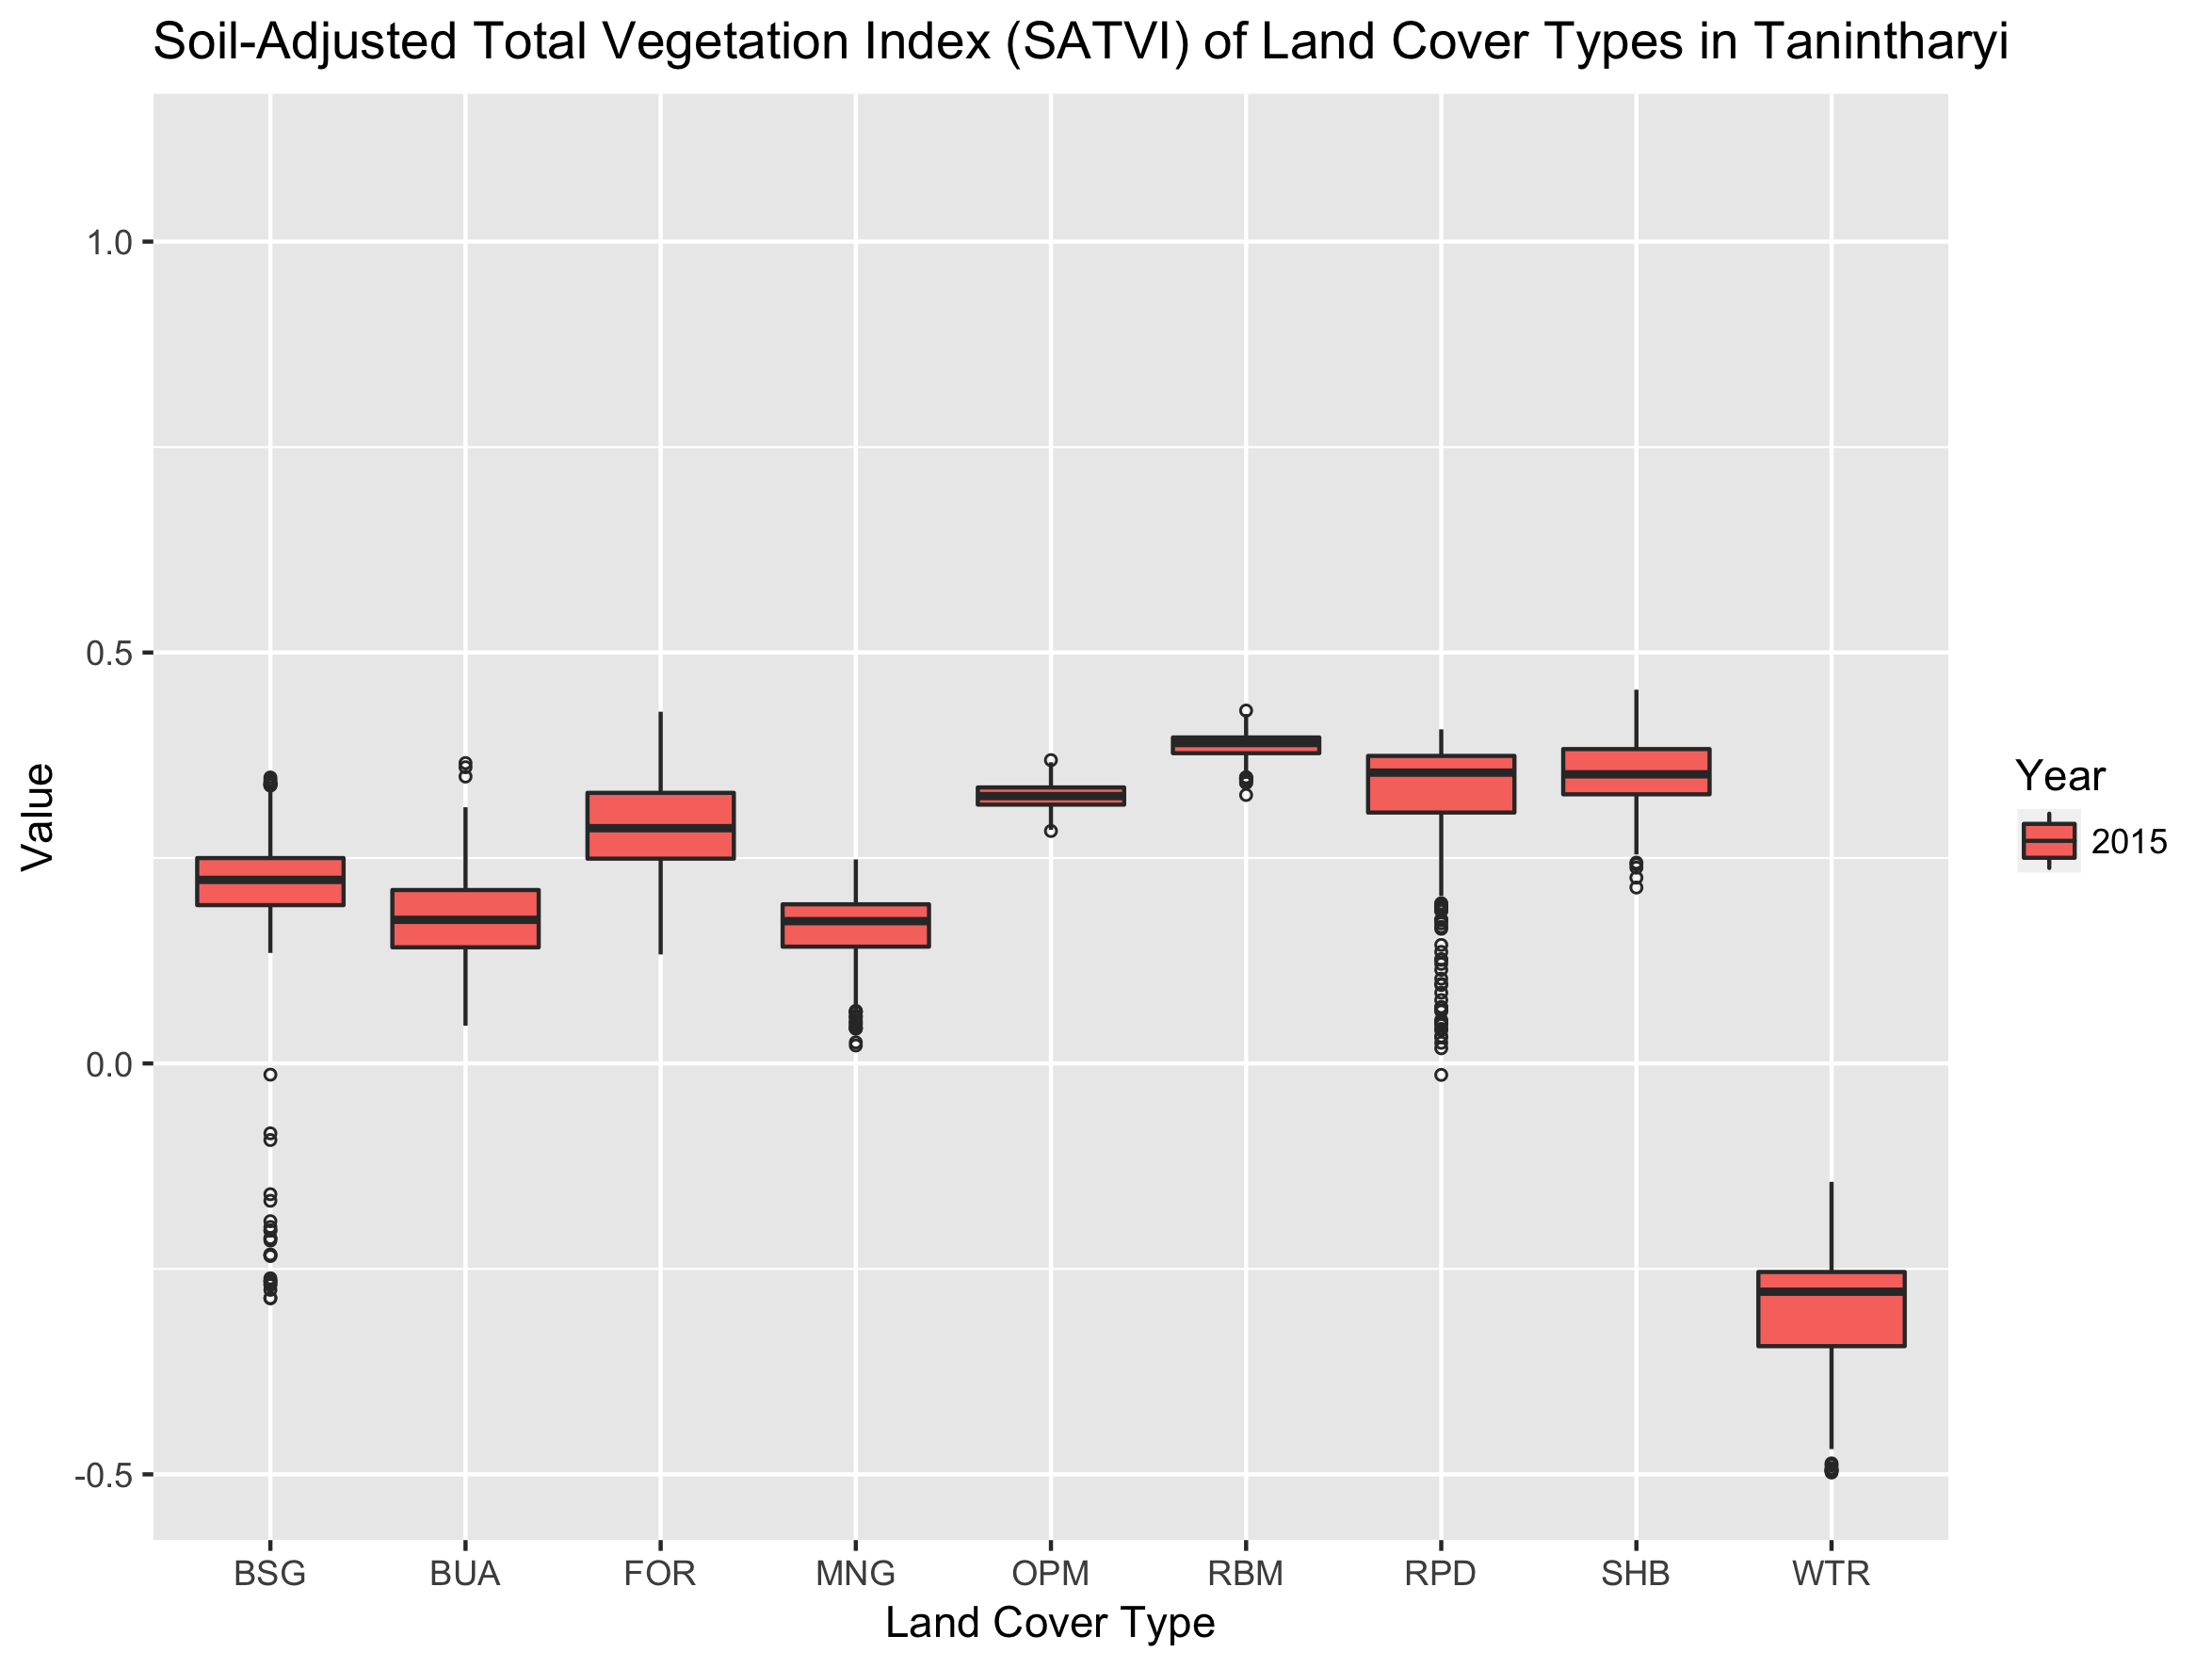 Soil-Adjusted Total Vegetation Index (SATVI) of Land Cover Types in Tanintharyi
1.0
0.5
0.0
-0.5
Value
BSG BUA FOR MNG OPM RBM RPD SHB WTR
Land Cover Type
Year
2015